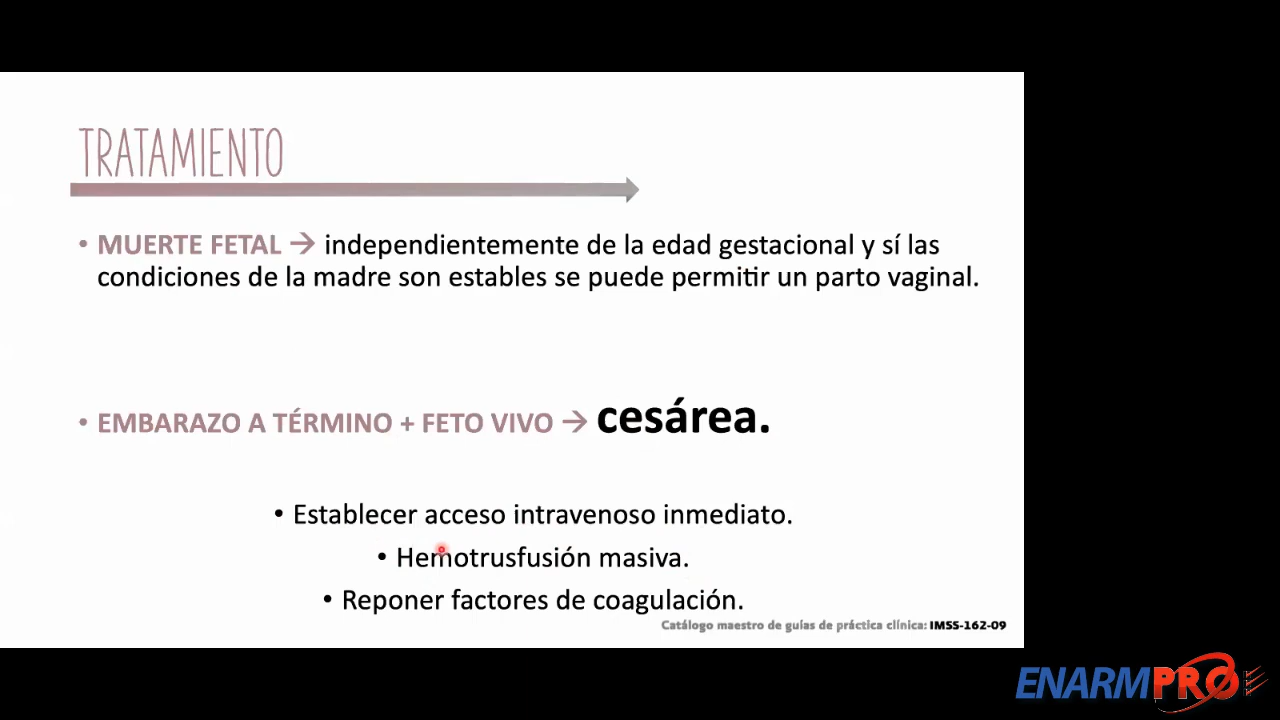 TRATAMIENTO
• MUERTE FETAL → independientemente de la edad gestacional y sí las
condiciones de la madre son estables se puede permitir un parto vaginal.
• EMBARAZO A TÉRMINO + FETO VIVO → cesárea.
• Establecer acceso intravenoso inmediato.
• Hemotrusfusión masiva.
• Reponer factores de coagulación.
Catálogo maestro de guías de práctica clínica: IMSS-162-09
ENARMPRO